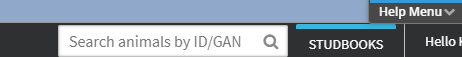 Help Menu
Search animals by ID/GAN
STUDBOOKS
Hello